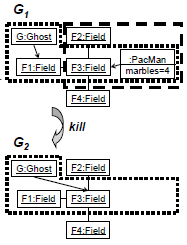 G1
G:Ghost
F2:Field
F1:Field
F3:Field
:PacMan
marbles=4
F4:Field
kill
G2
G:Ghost
F2:Field
F1:Field
F3:Field
F4:Field